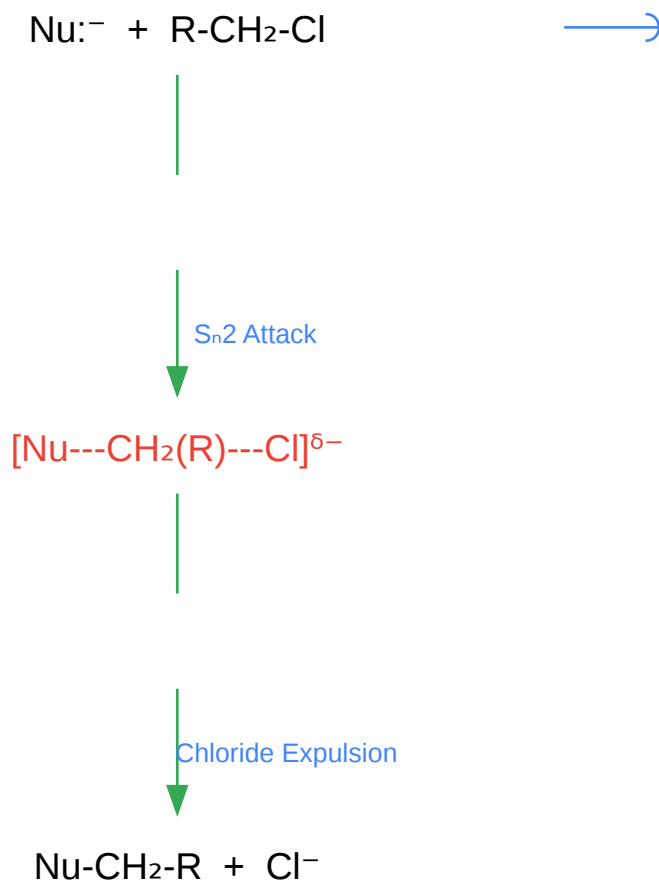 Nu:⁻ + R-CH₂-Cl
Sₙ2 Attack
[Nu---CH₂(R)---Cl]ᵟ⁻
Chloride Expulsion
Nu-CH₂-R + Cl⁻